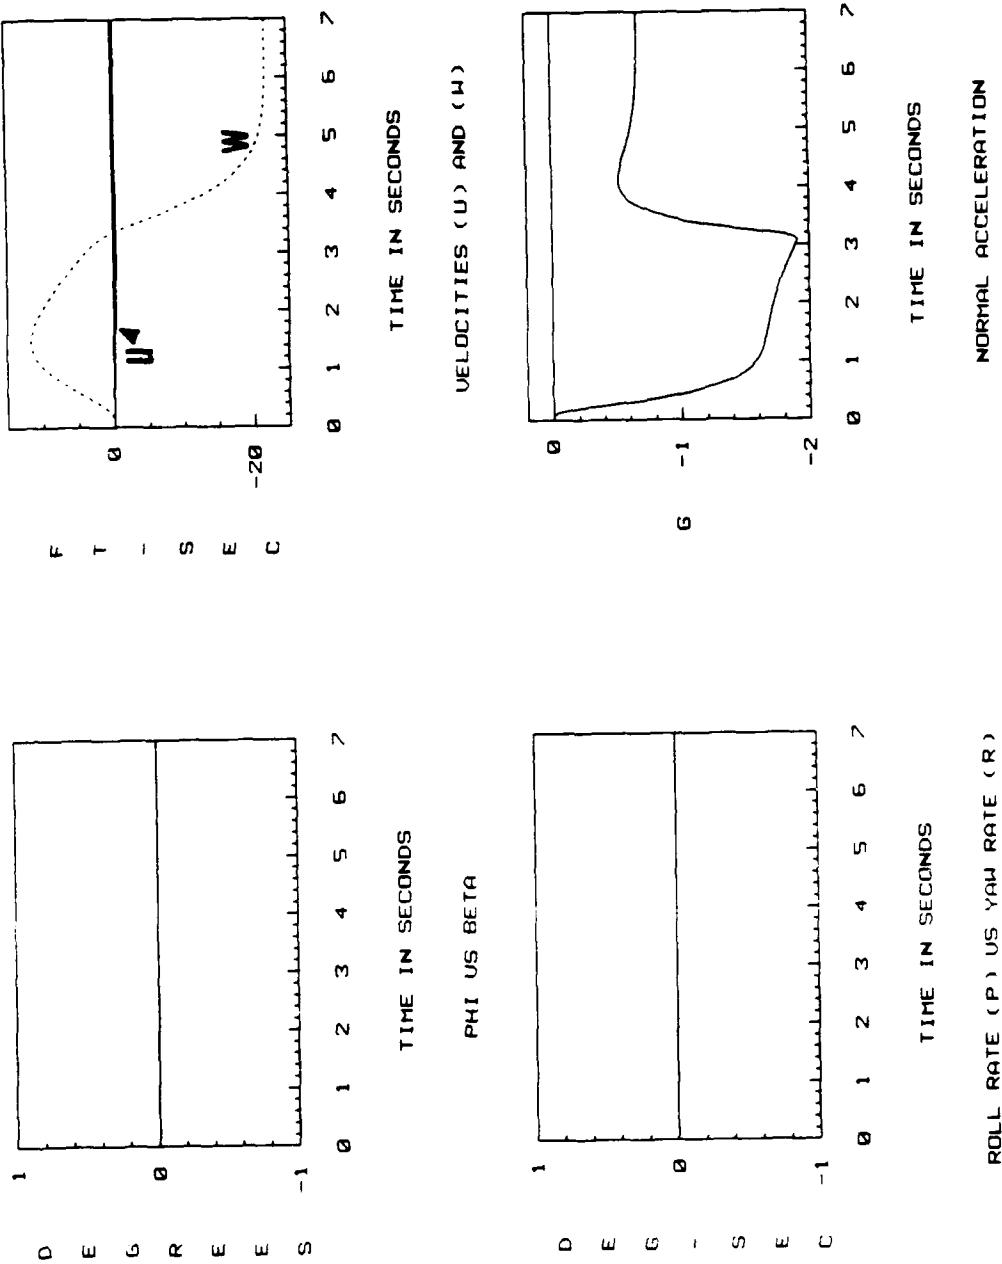 1
0
-1
D E G R E E S
0 1 2 3 4 5 6 7
TIME IN SECONDS
PHI US BETA
0
-20
F T - S E C
U
W
0 1 2 3 4 5 6 7
TIME IN SECONDS
VELOCITIES (U) AND (W)
1
0
-1
D E G - S E C
0 1 2 3 4 5 6 7
TIME IN SECONDS
ROLL RATE (P) US YAW RATE (R)
0
-1
-2
G
0 1 2 3 4 5 6 7
TIME IN SECONDS
NORMAL ACCELERATION